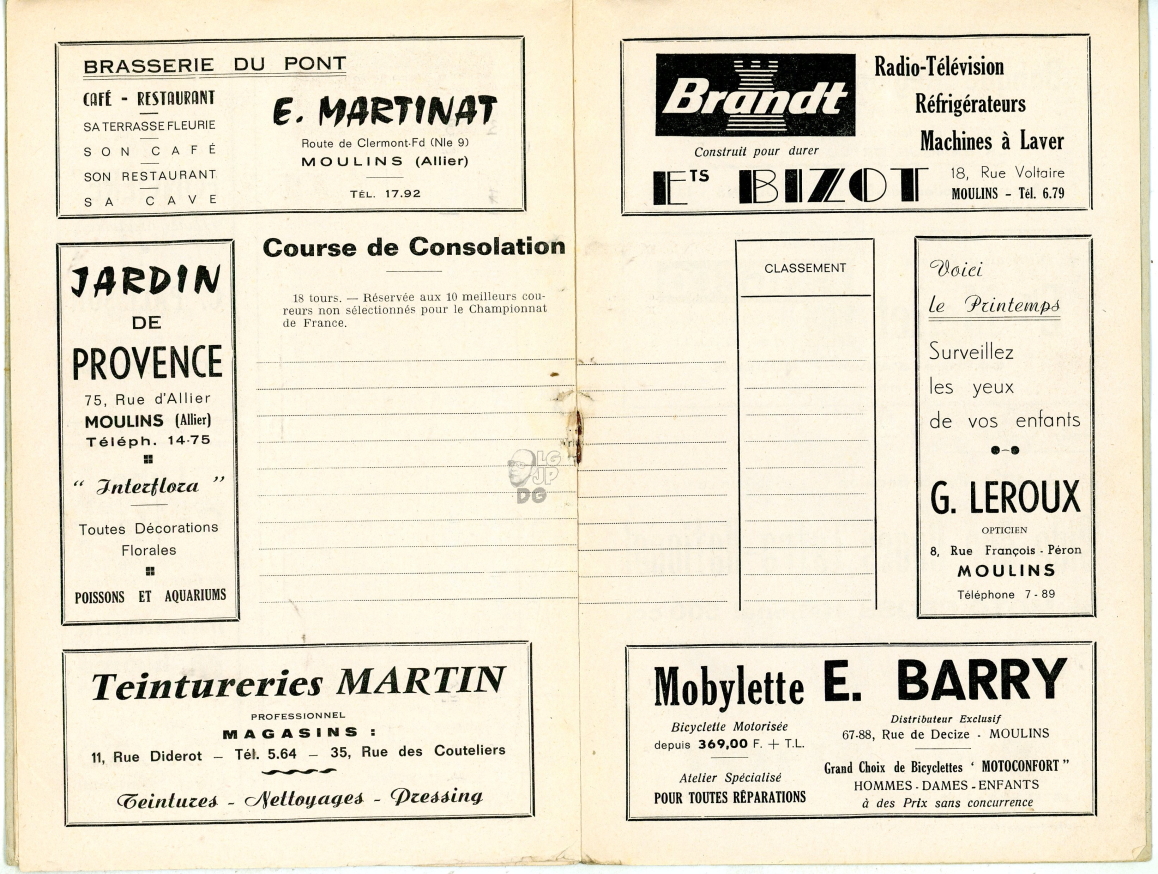 BRASSERIE DU PONT
CAFÉ - RESTAURANT
SA TERRASSE FLEURIE
SON CAFÉ
SON RESTAURANT
SA CAVE
E. MARTINAT
Route de Clermont-Fd (Nle 9)
MOULINS (Allier)
TÉL. 17.92
JARDIN
DE
PROVENCE
75, Rue d'Allier
MOULINS (Allier)
Téléph. 14-75
" Interflora "
Toutes Décorations
Florales
POISSONS ET AQUARIUMS
Course de Consolation
18 tours. — Réservée aux 10 meilleurs cou-
reurs non sélectionnés pour le Championnat
de France.
LG
JP
DG
Teintureries MARTIN
PROFESSIONNEL
MAGASINS :
11, Rue Diderot — Tél. 5.64 — 35, Rue des Couteliers
Teintures - Nettoyages - Pressing
Brandt
Construit pour durer
Radio-Télévision
Réfrigérateurs
Machines à Laver
ETS BIZOT
18, Rue Voltaire
MOULINS - Tél. 6.79
CLASSEMENT
Voici
le Printemps
Surveillez
les yeux
de vos enfants
G. LEROUX
OPTICIEN
8, Rue François - Péron
MOULINS
Téléphone 7 - 89
Mobylette E. BARRY
Bicyclette Motorisée
depuis 369,00 F. + T.L.
Atelier Spécialisé
POUR TOUTES RÉPARATIONS
Distributeur Exclusif
67-88, Rue de Decize - MOULINS
Grand Choix de Bicyclettes ' MOTOCONFORT "
HOMMES - DAMES - ENFANTS
à des Prix sans concurrence